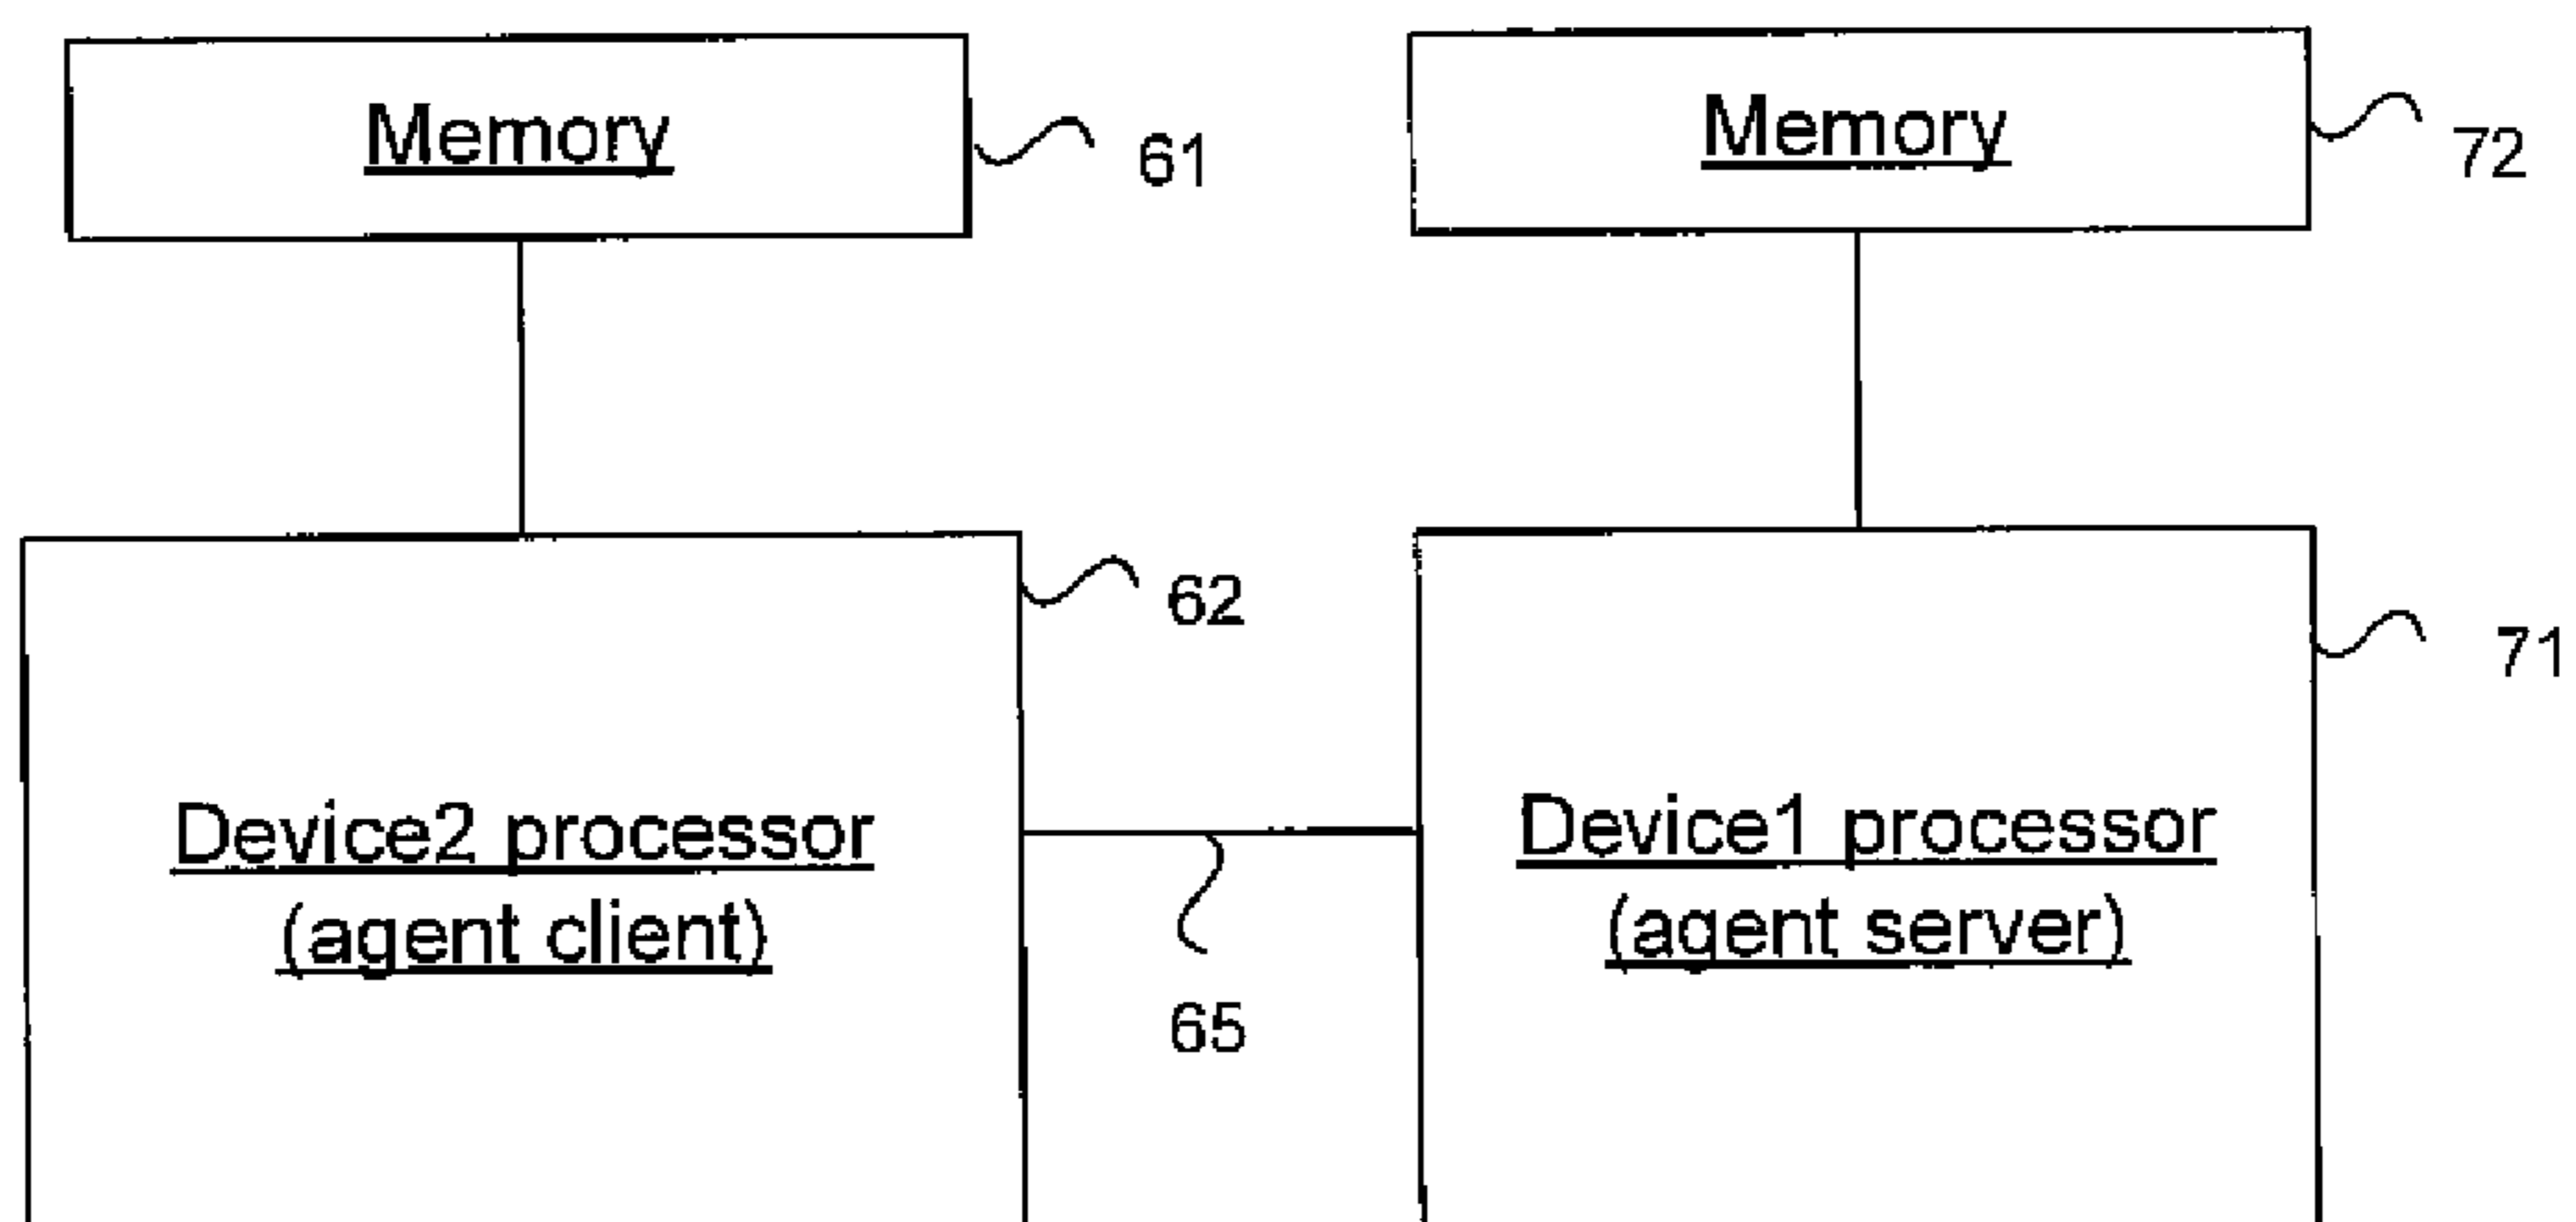 Memory
61
Memory
72
62
71
Device2 processor
(agent client)
Device1 processor
(agent server)
65